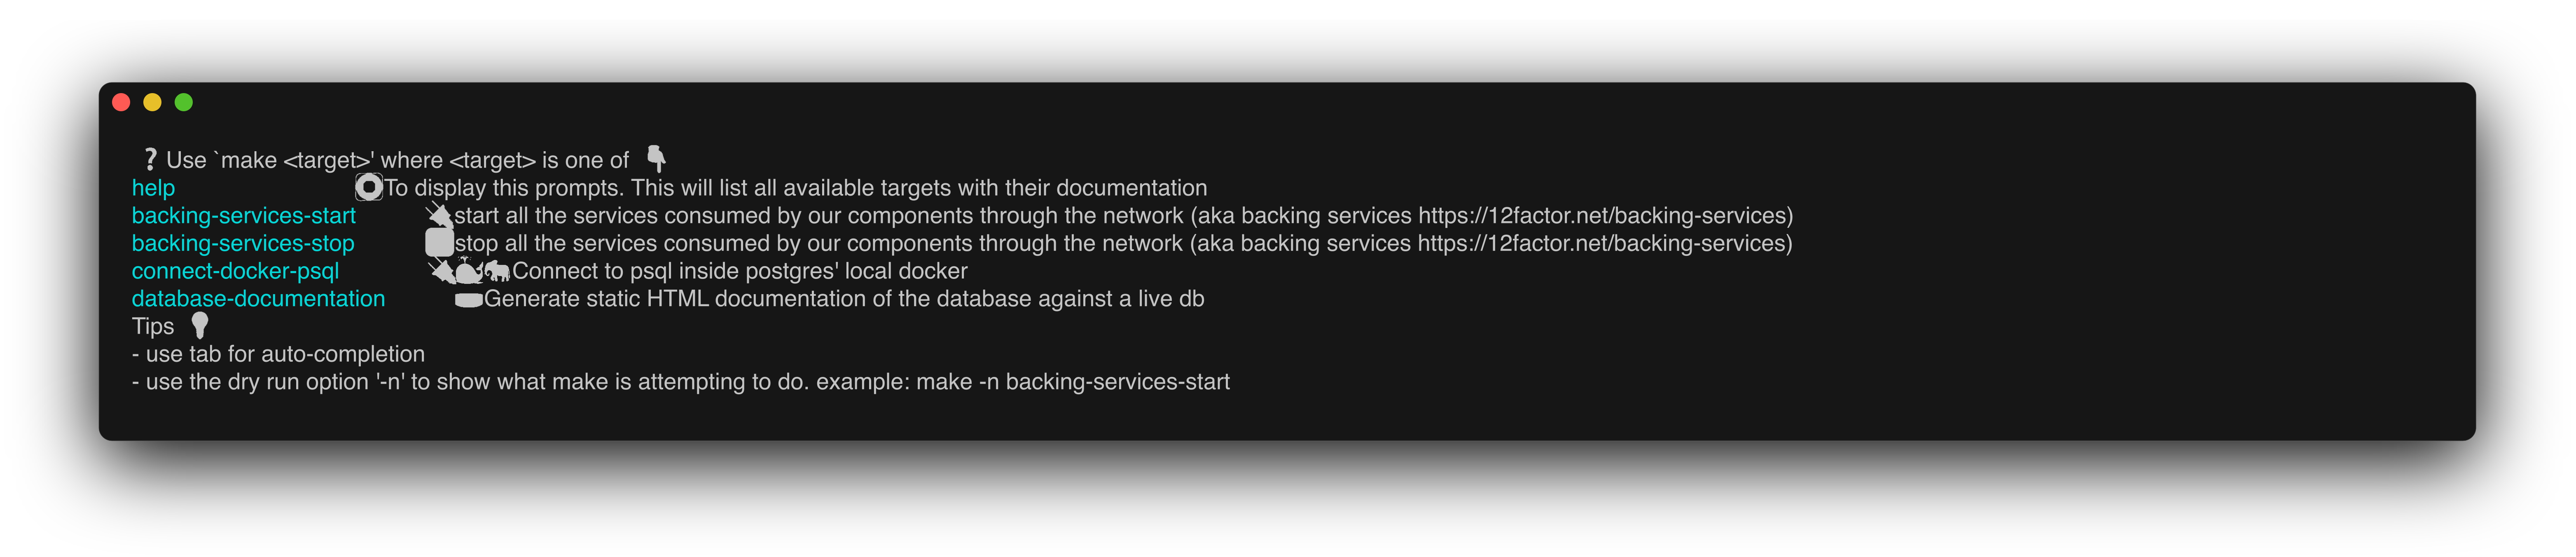 ❓ Use `make <target>' where <target> is one of 👇
help 🛟To display this prompts. This will list all available targets with their documentation
backing-services-start 🔌start all the services consumed by our components through the network (aka backing services https://12factor.net/backing-services)
backing-services-stop start all the services consumed by our components through the network (aka backing services https://12factor.net/backing-services)
connect-docker-psql 🔌🐳🐘Connect to psql inside postgres' local docker
database-documentation Generate static HTML documentation of the database against a live db
Tips 💡
- use tab for auto-completion
- use the dry run option '-n' to show what make is attempting to do. example: make -n backing-services-start